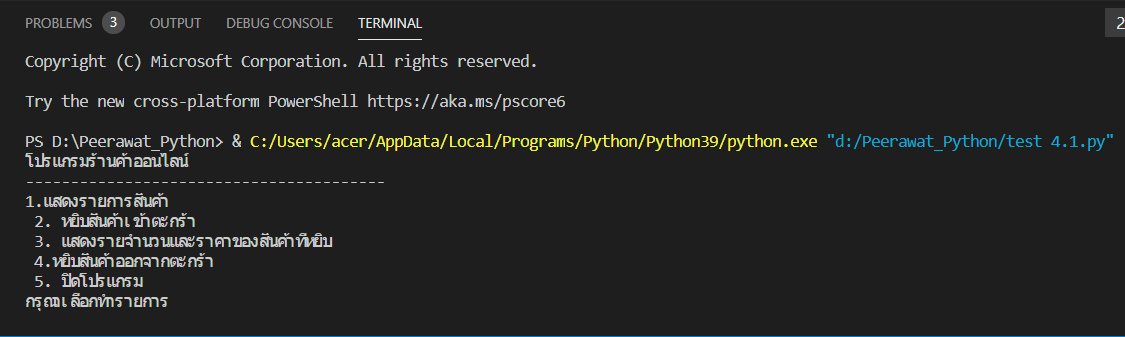 PROBLEMS 3 OUTPUT DEBUG CONSOLE TERMINAL 2
Copyright (C) Microsoft Corporation. All rights reserved.
Try the new cross-platform PowerShell https://aka.ms/pscore6
PS D:\Peerawat_Python> & C:/Users/acer/AppData/Local/Programs/Python/Python39/python.exe "d:/Peerawat_Python/test 4.1.py"
โปรแกรมร้านค้าออนไลน์
----------------------------------------
1.แสดงรายการสินค้า
2. หยิบสินค้าเข้าตะกร้า
3. แสดงรายจำนวนและราคาของสินค้าที่หยิบ
4.หยิบสินค้าออกจากตะกร้า
5. ปิดโปรแกรม
กรุณาเลือกทำรายการ